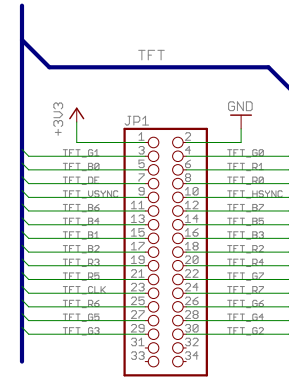 TFT
+3V3
GND
JP1
1 2
TFT_G1 3 4 TFT_G0
TFT_B0 5 6 TFT_R1
TFT_DE 7 8 TFT_R0
TFT_VSYNC 9 10 TFT_HSYNC
TFT_B6 11 12 TFT_B7
TFT_B4 13 14 TFT_B5
TFT_B1 15 16 TFT_B3
TFT_B2 17 18 TFT_R2
TFT_R3 19 20 TFT_R4
TFT_R5 21 22 TFT_G7
TFT_CLK 23 24 TFT_R7
TFT_R6 25 26 TFT_G6
TFT_G5 27 28 TFT_G4
TFT_G3 29 30 TFT_G2
31 32
33 34